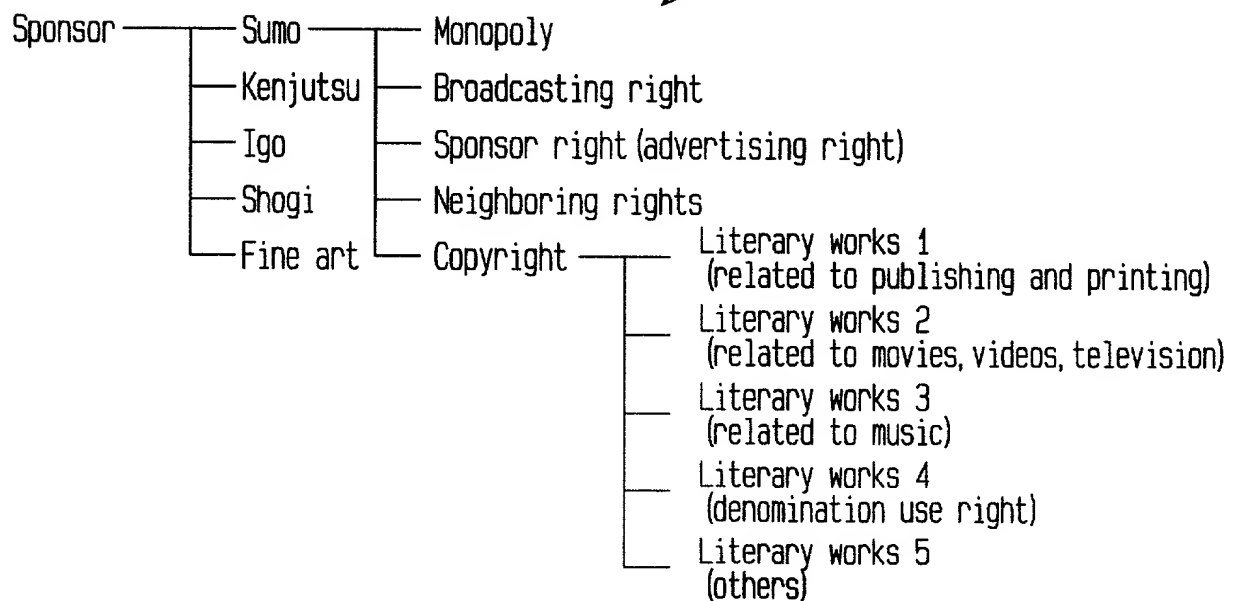 Sponsor Sumo Monopoly
Kenjutsu Broadcasting right
Igo Sponsor right (advertising right)
Shogi Neighboring rights
Fine art Copyright Literary works 1
(related to publishing and printing)
Literary works 2
(related to movies, videos, television)
Literary works 3
(related to music)
Literary works 4
(denomination use right)
Literary works 5
(others)